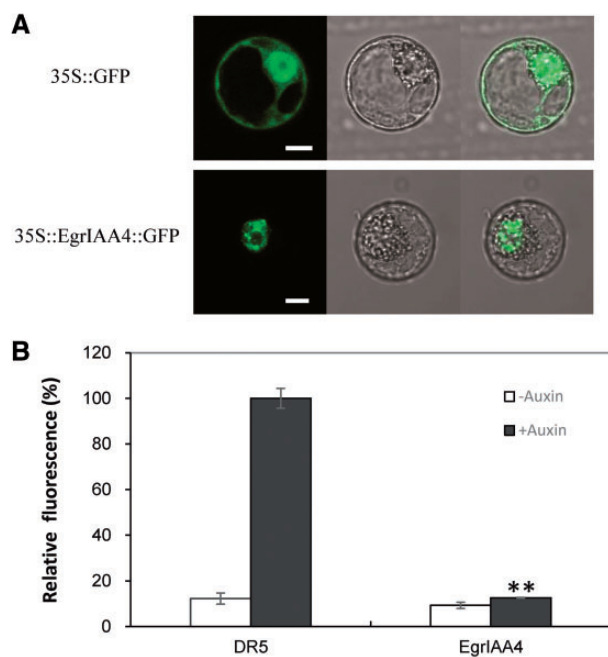 A
35S::GFP
35S::EgrIAA4::GFP
B
Relative fluorescence (%)
120
100
80
60
40
20
0
-Auxin
+Auxin
**
DR5
EgrIAA4